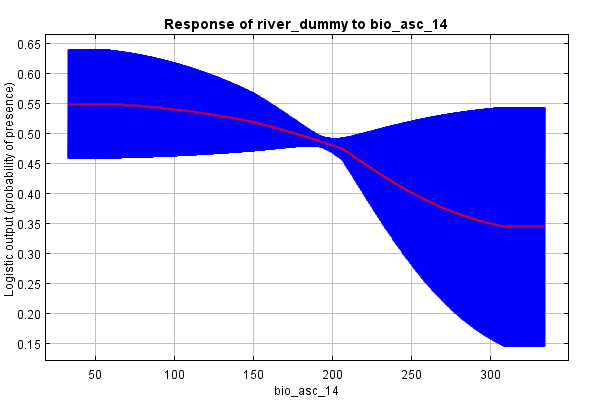 Response of river_dummy to bio_asc_14
Logistic output (probability of presence)
0.65
0.60
0.55
0.50
0.45
0.40
0.35
0.30
0.25
0.20
0.15
50 100 150 200 250 300
bio_asc_14